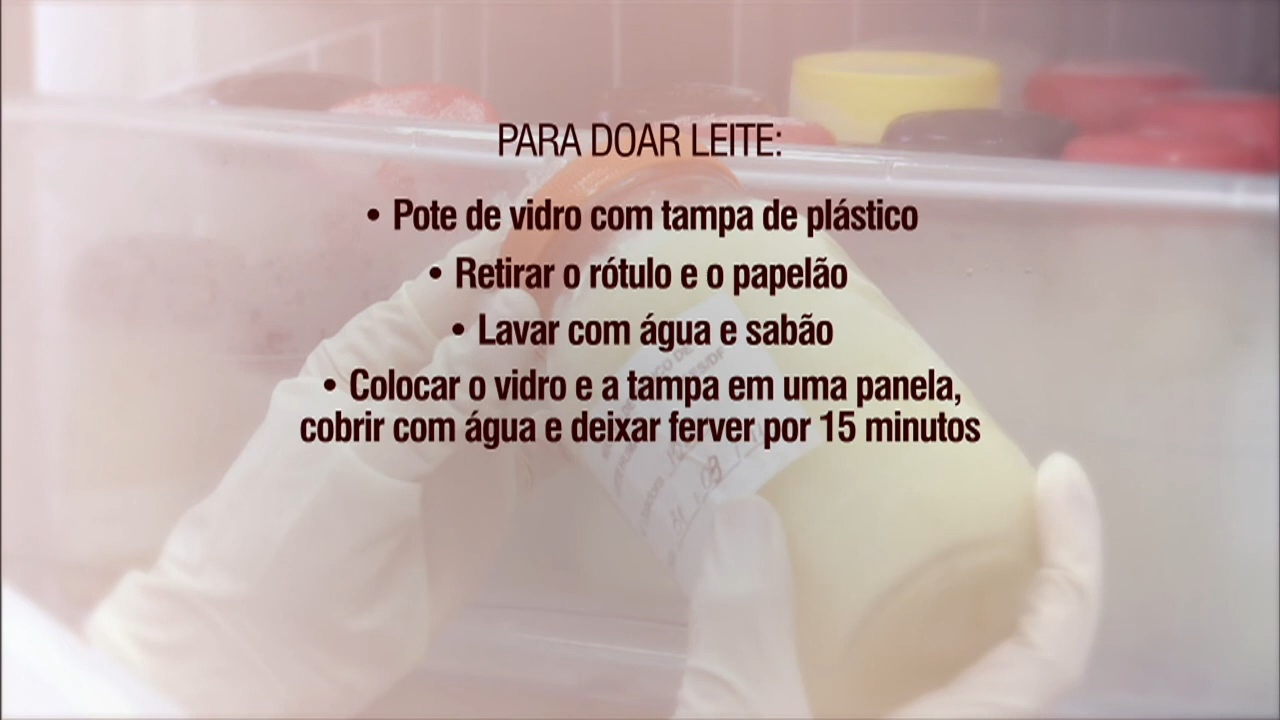 PARA DOAR LEITE:
• Pote de vidro com tampa de plástico
• Retirar o rótulo e o papelão
• Lavar com água e sabão
• Colocar o vidro e a tampa em uma panela,
cobrir com água e deixar ferver por 15 minutos